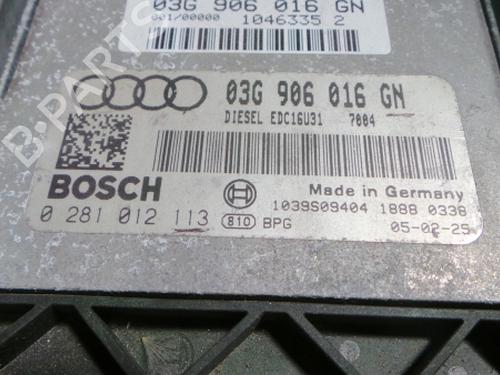 03G 906 016 GN
001/00000 1046335 2
03G 906 016 GN
DIESEL EDC16U31 7004
BOSCH
Made in Germany
0 281 012 113
1039S09404 1888 0338
810 BPG 05-02-25